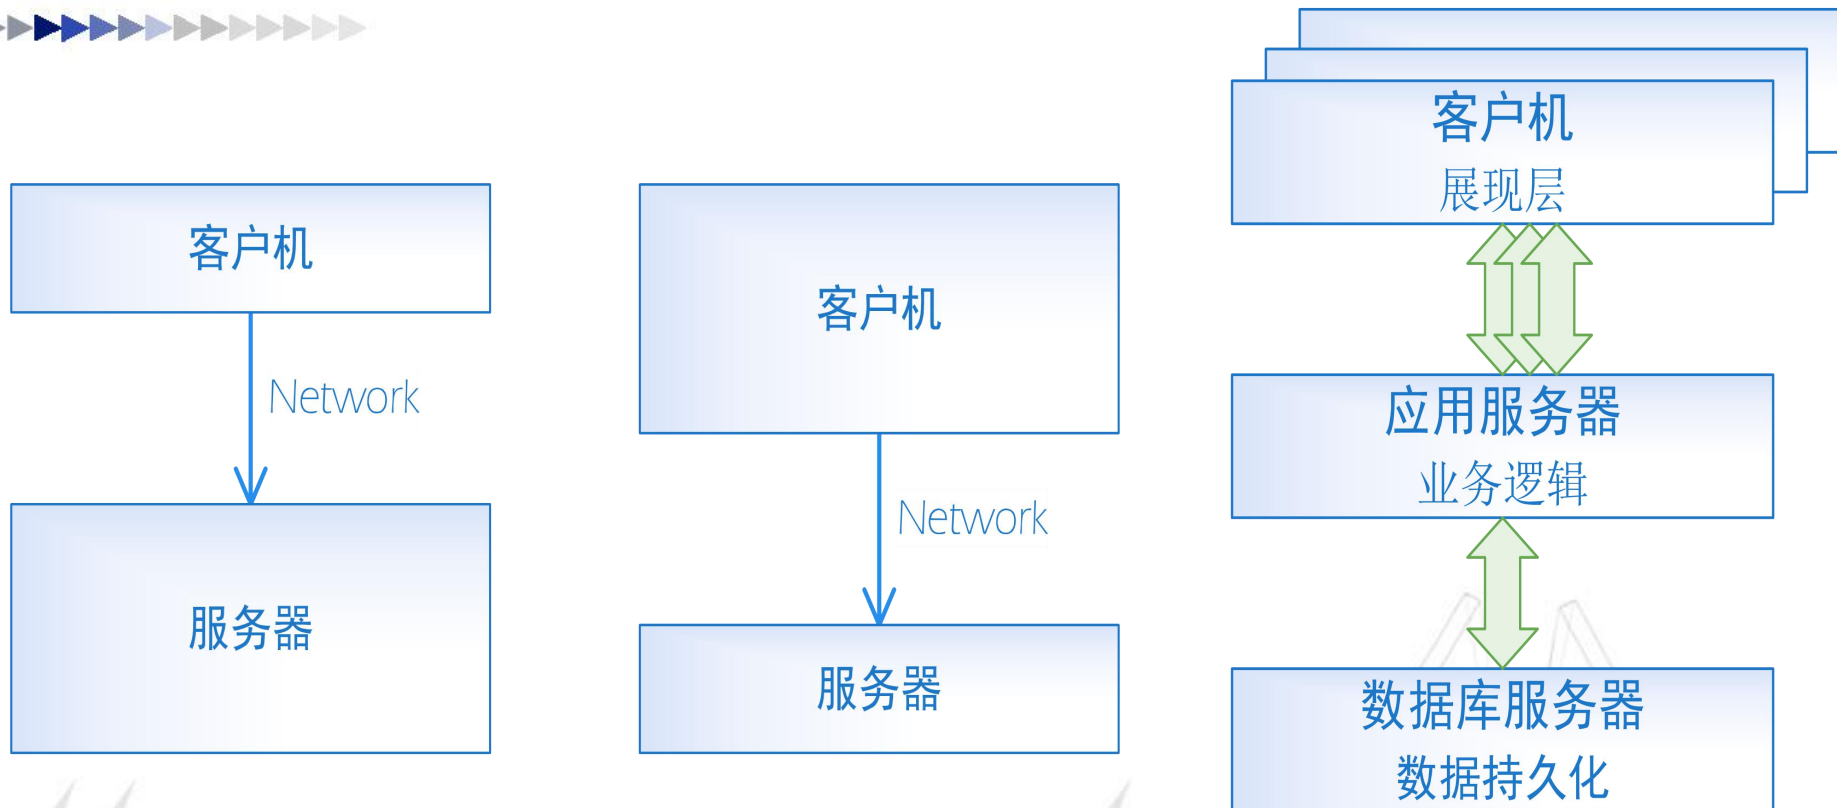 客户机
Network
服务器
客户机
Network
服务器
客户机
展现层
应用服务器
业务逻辑
数据库服务器
数据持久化